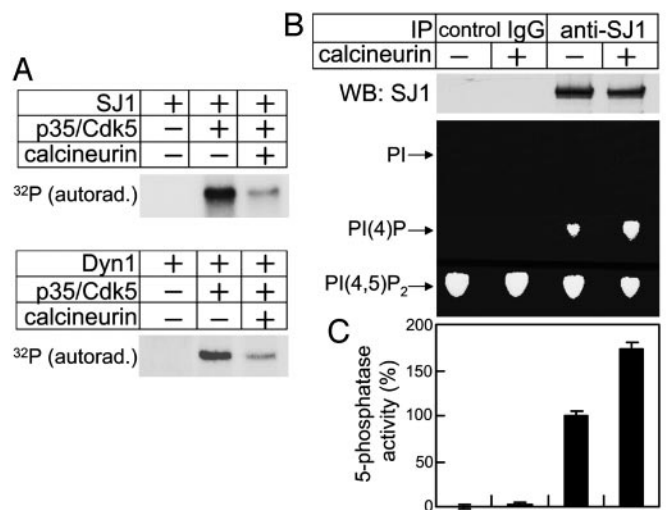 A
SJ1 + + +
p35/Cdk5 − + +
calcineurin − − +
32P (autorad.)
Dyn1 + + +
p35/Cdk5 − + +
calcineurin − − +
32P (autorad.)
B
IP control IgG anti-SJ1
calcineurin − + − +
WB: SJ1
PI
PI(4)P
PI(4,5)P2
C
5-phosphatase
activity (%)
200
150
100
50
0